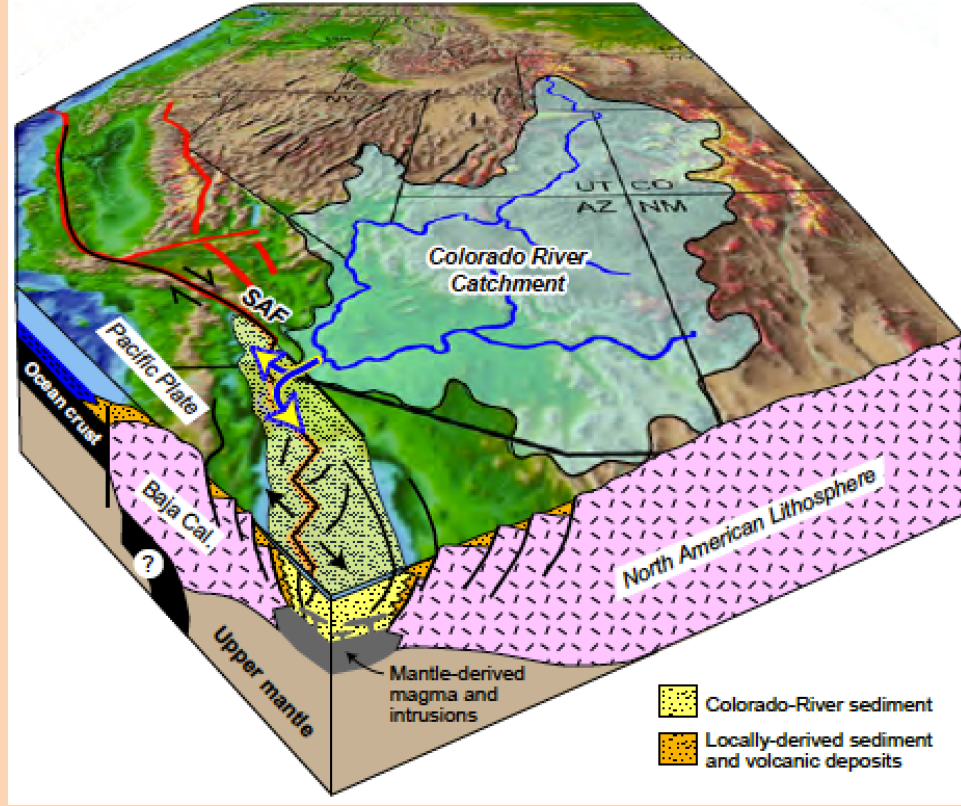 NV
UT CO
AZ NM
Colorado River
Catchment
SAF
Pacific Plate
Ocean crust
Baja Cal.
?
North American Lithosphere
Upper mantle
Mantle-derived
magma and
intrusions
Colorado-River sediment
Locally-derived sediment
and volcanic deposits